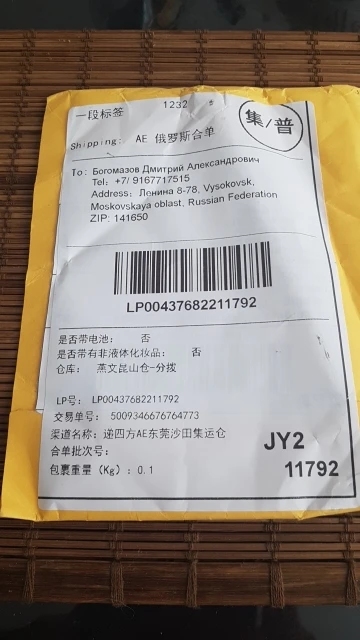 一段标签
1232
集/普
Shipping: AE 俄罗斯合单
To: Богомазов Дмитрий Александрович
Tel: +7/ 9167717515
Address: Лонина 8-78, Vysokovsk,
Moskovskaya oblast, Russian Federation
ZIP: 141650
LP00437682211792
是否带电池: 否
是否带有非液体化妆品: 否
仓库: 燕文昆山仓-分拨
LP号: LP00437682211792
交易单号: 5009346676764773
渠道名称: 递四方AE东莞沙田集运仓
合单批次号:
包裹重量 (Kg) : 0.1
JY2
11792